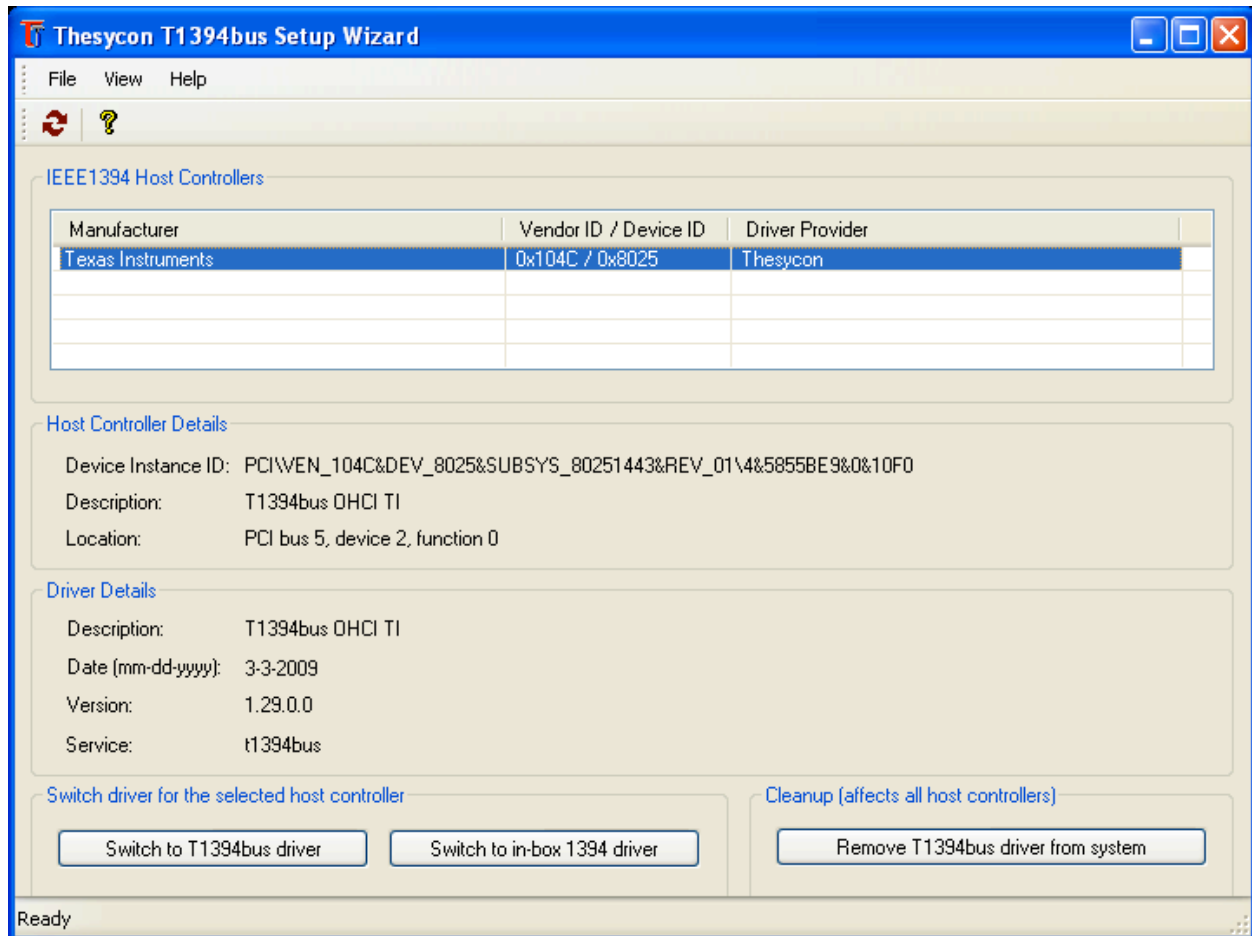 Thesycon T1394bus Setup Wizard
File View Help
IEEE1394 Host Controllers
Manufacturer Vendor ID / Device ID Driver Provider
Texas Instruments 0x104C / 0x8025 Thesycon
Host Controller Details
Device Instance ID: PCI\VEN_104C&DEV_8025&SUBSYS_80251443&REV_01\4&5855BE9&0&10F0
Description: T1394bus OHCI TI
Location: PCI bus 5, device 2, function 0
Driver Details
Description: T1394bus OHCI TI
Date (mm-dd-yyyy): 3-3-2009
Version: 1.29.0.0
Service: t1394bus
Switch driver for the selected host controller Cleanup (affects all host controllers)
Switch to T1394bus driver Switch to in-box 1394 driver Remove T1394bus driver from system
Ready